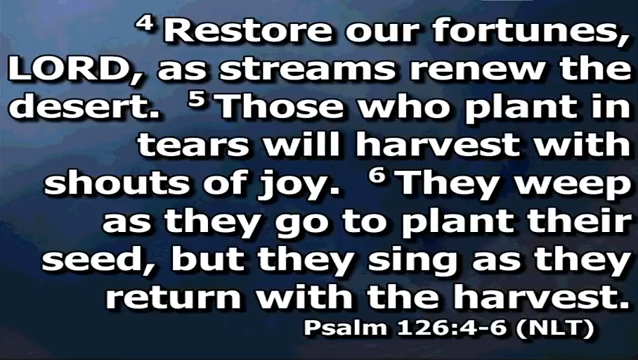 4 Restore our fortunes,
LORD, as streams renew the
desert. 5 Those who plant in
tears will harvest with
shouts of joy. 6 They weep
as they go to plant their
seed, but they sing as they
return with the harvest.
Psalm 126:4-6 (NLT)